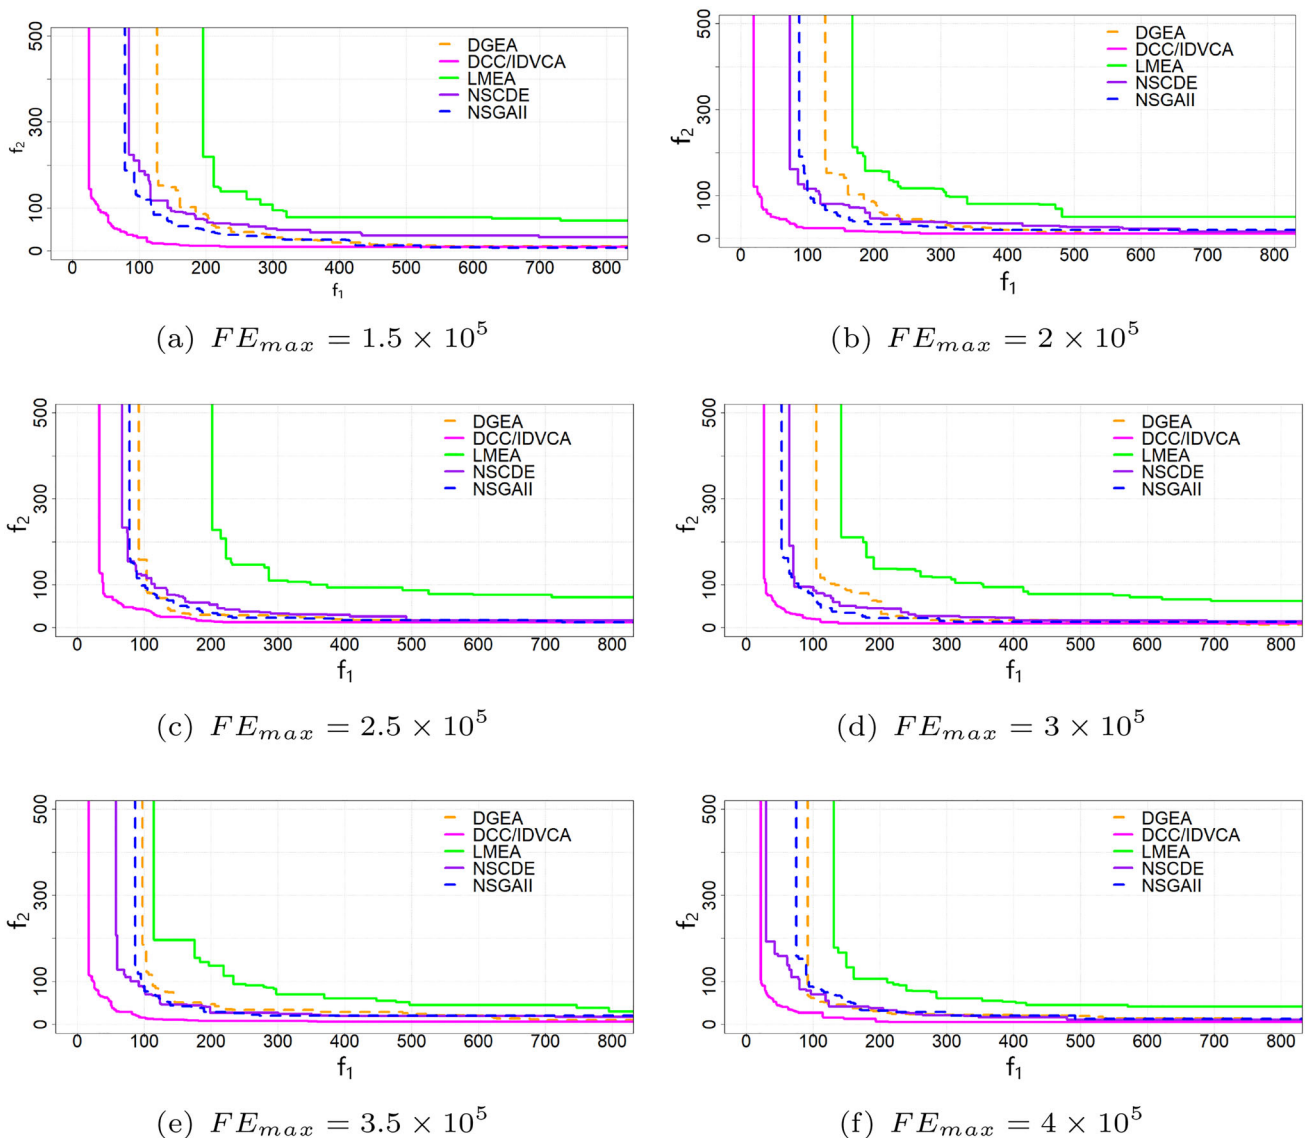 500
300
100
0
f2
DGEA
DCC/IDVCA
LMEA
NSCDE
NSGAII
0 100 200 300 400 500 600 700 800
f1
(a) FEmax = 1.5 × 10^5
500
300
100
0
f2
DGEA
DCC/IDVCA
LMEA
NSCDE
NSGAII
0 100 200 300 400 500 600 700 800
f1
(b) FEmax = 2 × 10^5
500
300
100
0
f2
DGEA
DCC/IDVCA
LMEA
NSCDE
NSGAII
0 100 200 300 400 500 600 700 800
f1
(c) FEmax = 2.5 × 10^5
500
300
100
0
f2
DGEA
DCC/IDVCA
LMEA
NSCDE
NSGAII
0 100 200 300 400 500 600 700 800
f1
(d) FEmax = 3 × 10^5
500
300
100
0
f2
DGEA
DCC/IDVCA
LMEA
NSCDE
NSGAII
0 100 200 300 400 500 600 700 800
f1
(e) FEmax = 3.5 × 10^5
500
300
100
0
f2
DGEA
DCC/IDVCA
LMEA
NSCDE
NSGAII
0 100 200 300 400 500 600 700 800
f1
(f) FEmax = 4 × 10^5